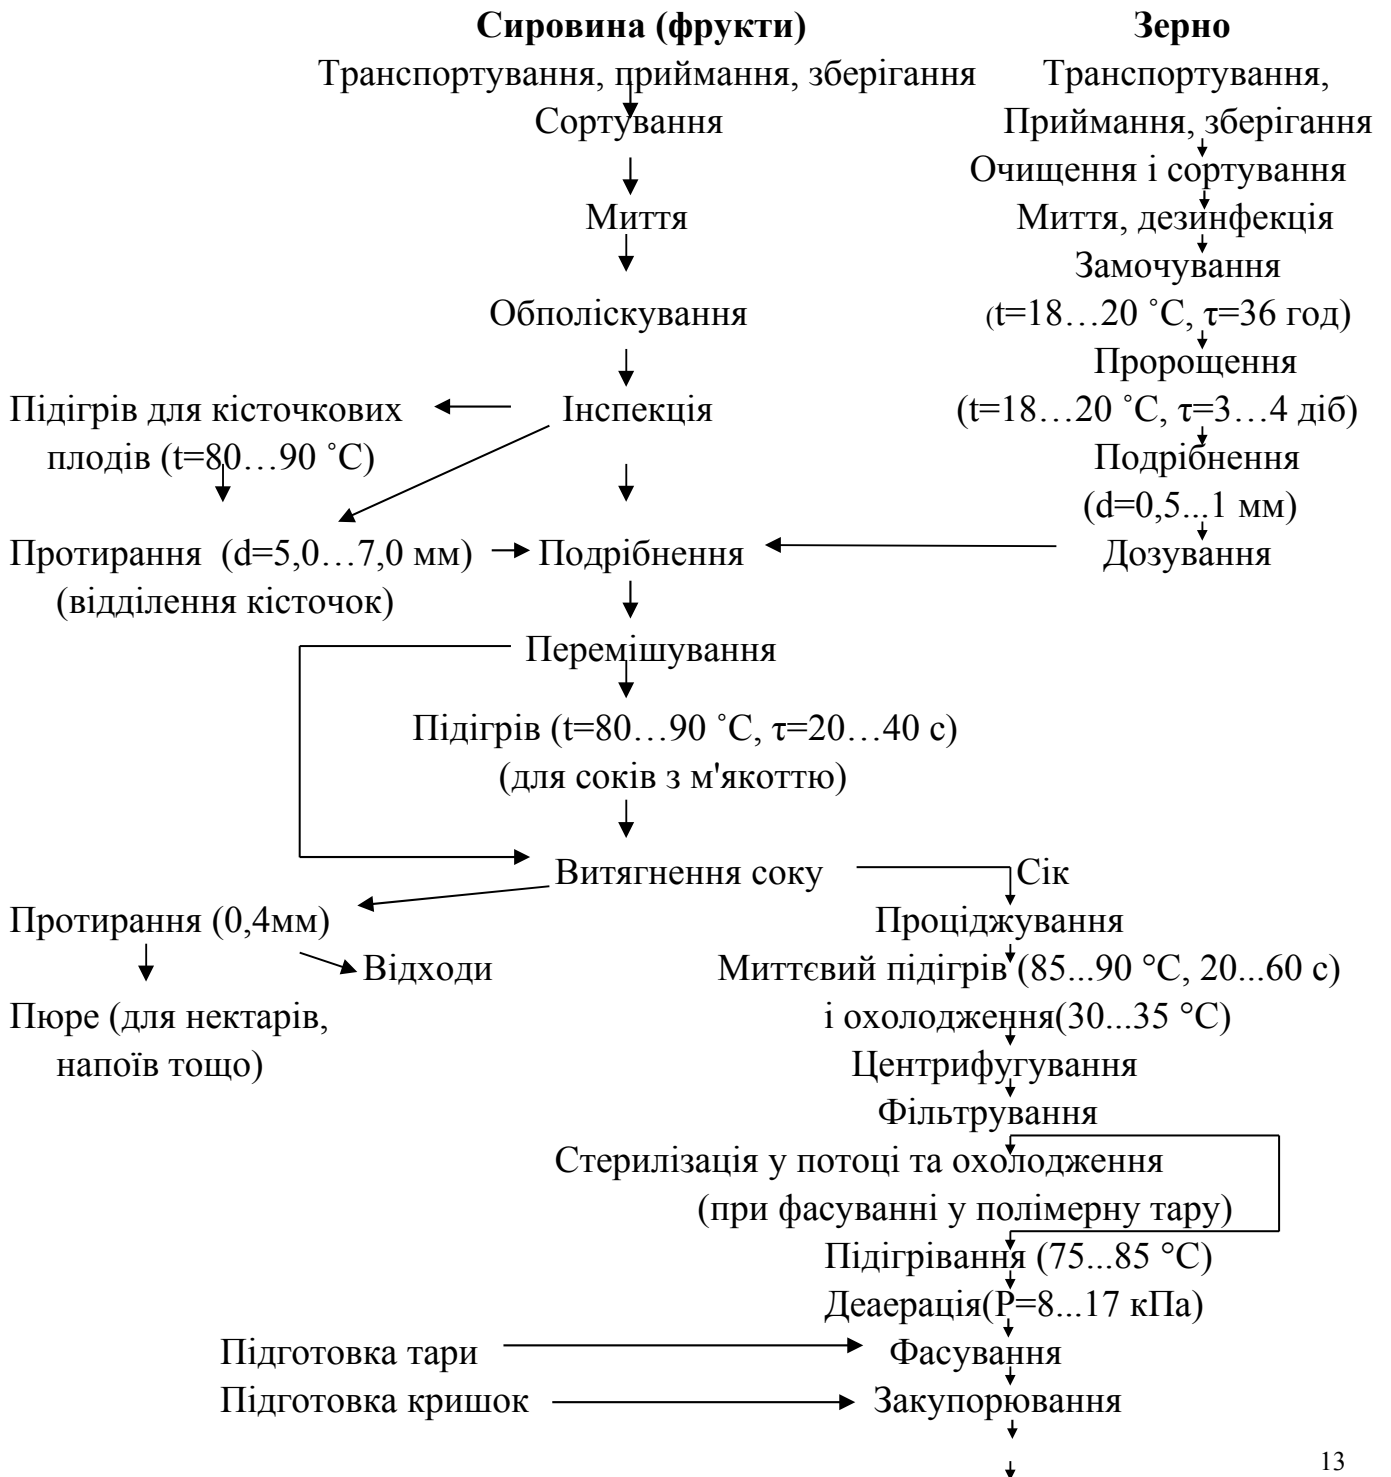 Сировина (фрукти)
Зерно
Транспортування, приймання, зберігання
Транспортування,
Сортування
Приймання, зберігання
Очищення і сортування
Миття
Миття, дезинфекція
Замочування
Обполіскування
(t=18…20 ˚С, τ=36 год)
Пророщення
Підігрів для кісточкових
Інспекція
(t=18…20 ˚С, τ=3…4 діб)
плодів (t=80…90 ˚С)
Подрібнення
(d=0,5...1 мм)
Протирання (d=5,0…7,0 мм)
Подрібнення
Дозування
(відділення кісточок)
Перемішування
Підігрів (t=80…90 ˚С, τ=20…40 с)
(для соків з м'якоттю)
Витягнення соку
Сік
Протирання (0,4мм)
Проціджування
Відходи
Миттєвий підігрів (85...90 °С, 20...60 с)
Пюре (для нектарів,
і охолодження(30...35 °С)
напоїв тощо)
Центрифугування
Фільтрування
Стерилізація у потоці та охолодження
(при фасуванні у полімерну тару)
Підігрівання (75...85 °С)
Деаерація(Р=8...17 кПа)
Підготовка тари
Фасування
Підготовка кришок
Закупорювання
13